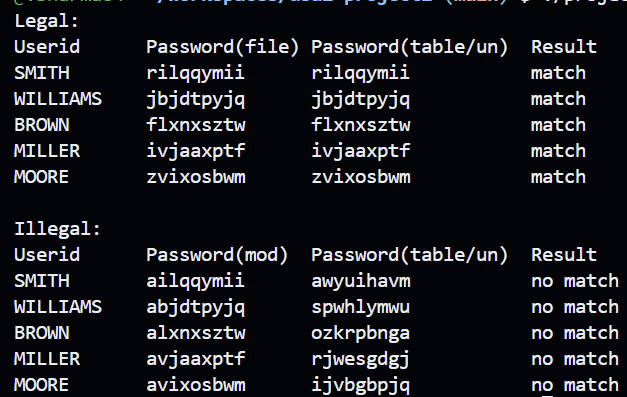 Legal:
Userid Password(file) Password(table/un) Result
SMITH rilqqymii rilqqymii match
WILLIAMS jbjdtpyjq jbjdtpyjq match
BROWN flxnxsztw flxnxsztw match
MILLER ivjaaxptf ivjaaxptf match
MOORE zvixosbwm zvixosbwm match
Illegal:
Userid Password(mod) Password(table/un) Result
SMITH ailqqymii awyuihavm no match
WILLIAMS abjdtpyjq spwhlymwu no match
BROWN alxnxsztw ozkrpbnga no match
MILLER avjaaxptf rjwesgdgj no match
MOORE avixosbwm ijvbgbpjq no match